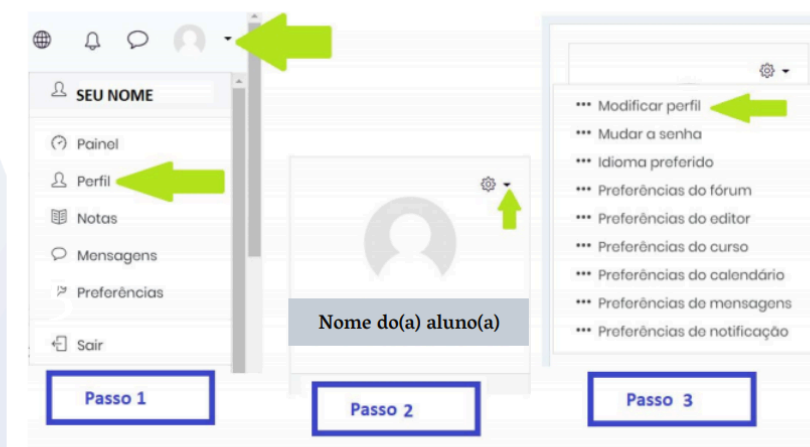 SEU NOME
Painel
Perfil
Notas
Mensagens
Preferências
Sair
Passo 1
Nome do(a) aluno(a)
Passo 2
Modificar perfil
Mudar a senha
Idioma preferido
Preferências do fórum
Preferências do editor
Preferências do curso
Preferências do calendário
Preferências de mensagens
Preferências de notificação
Passo 3